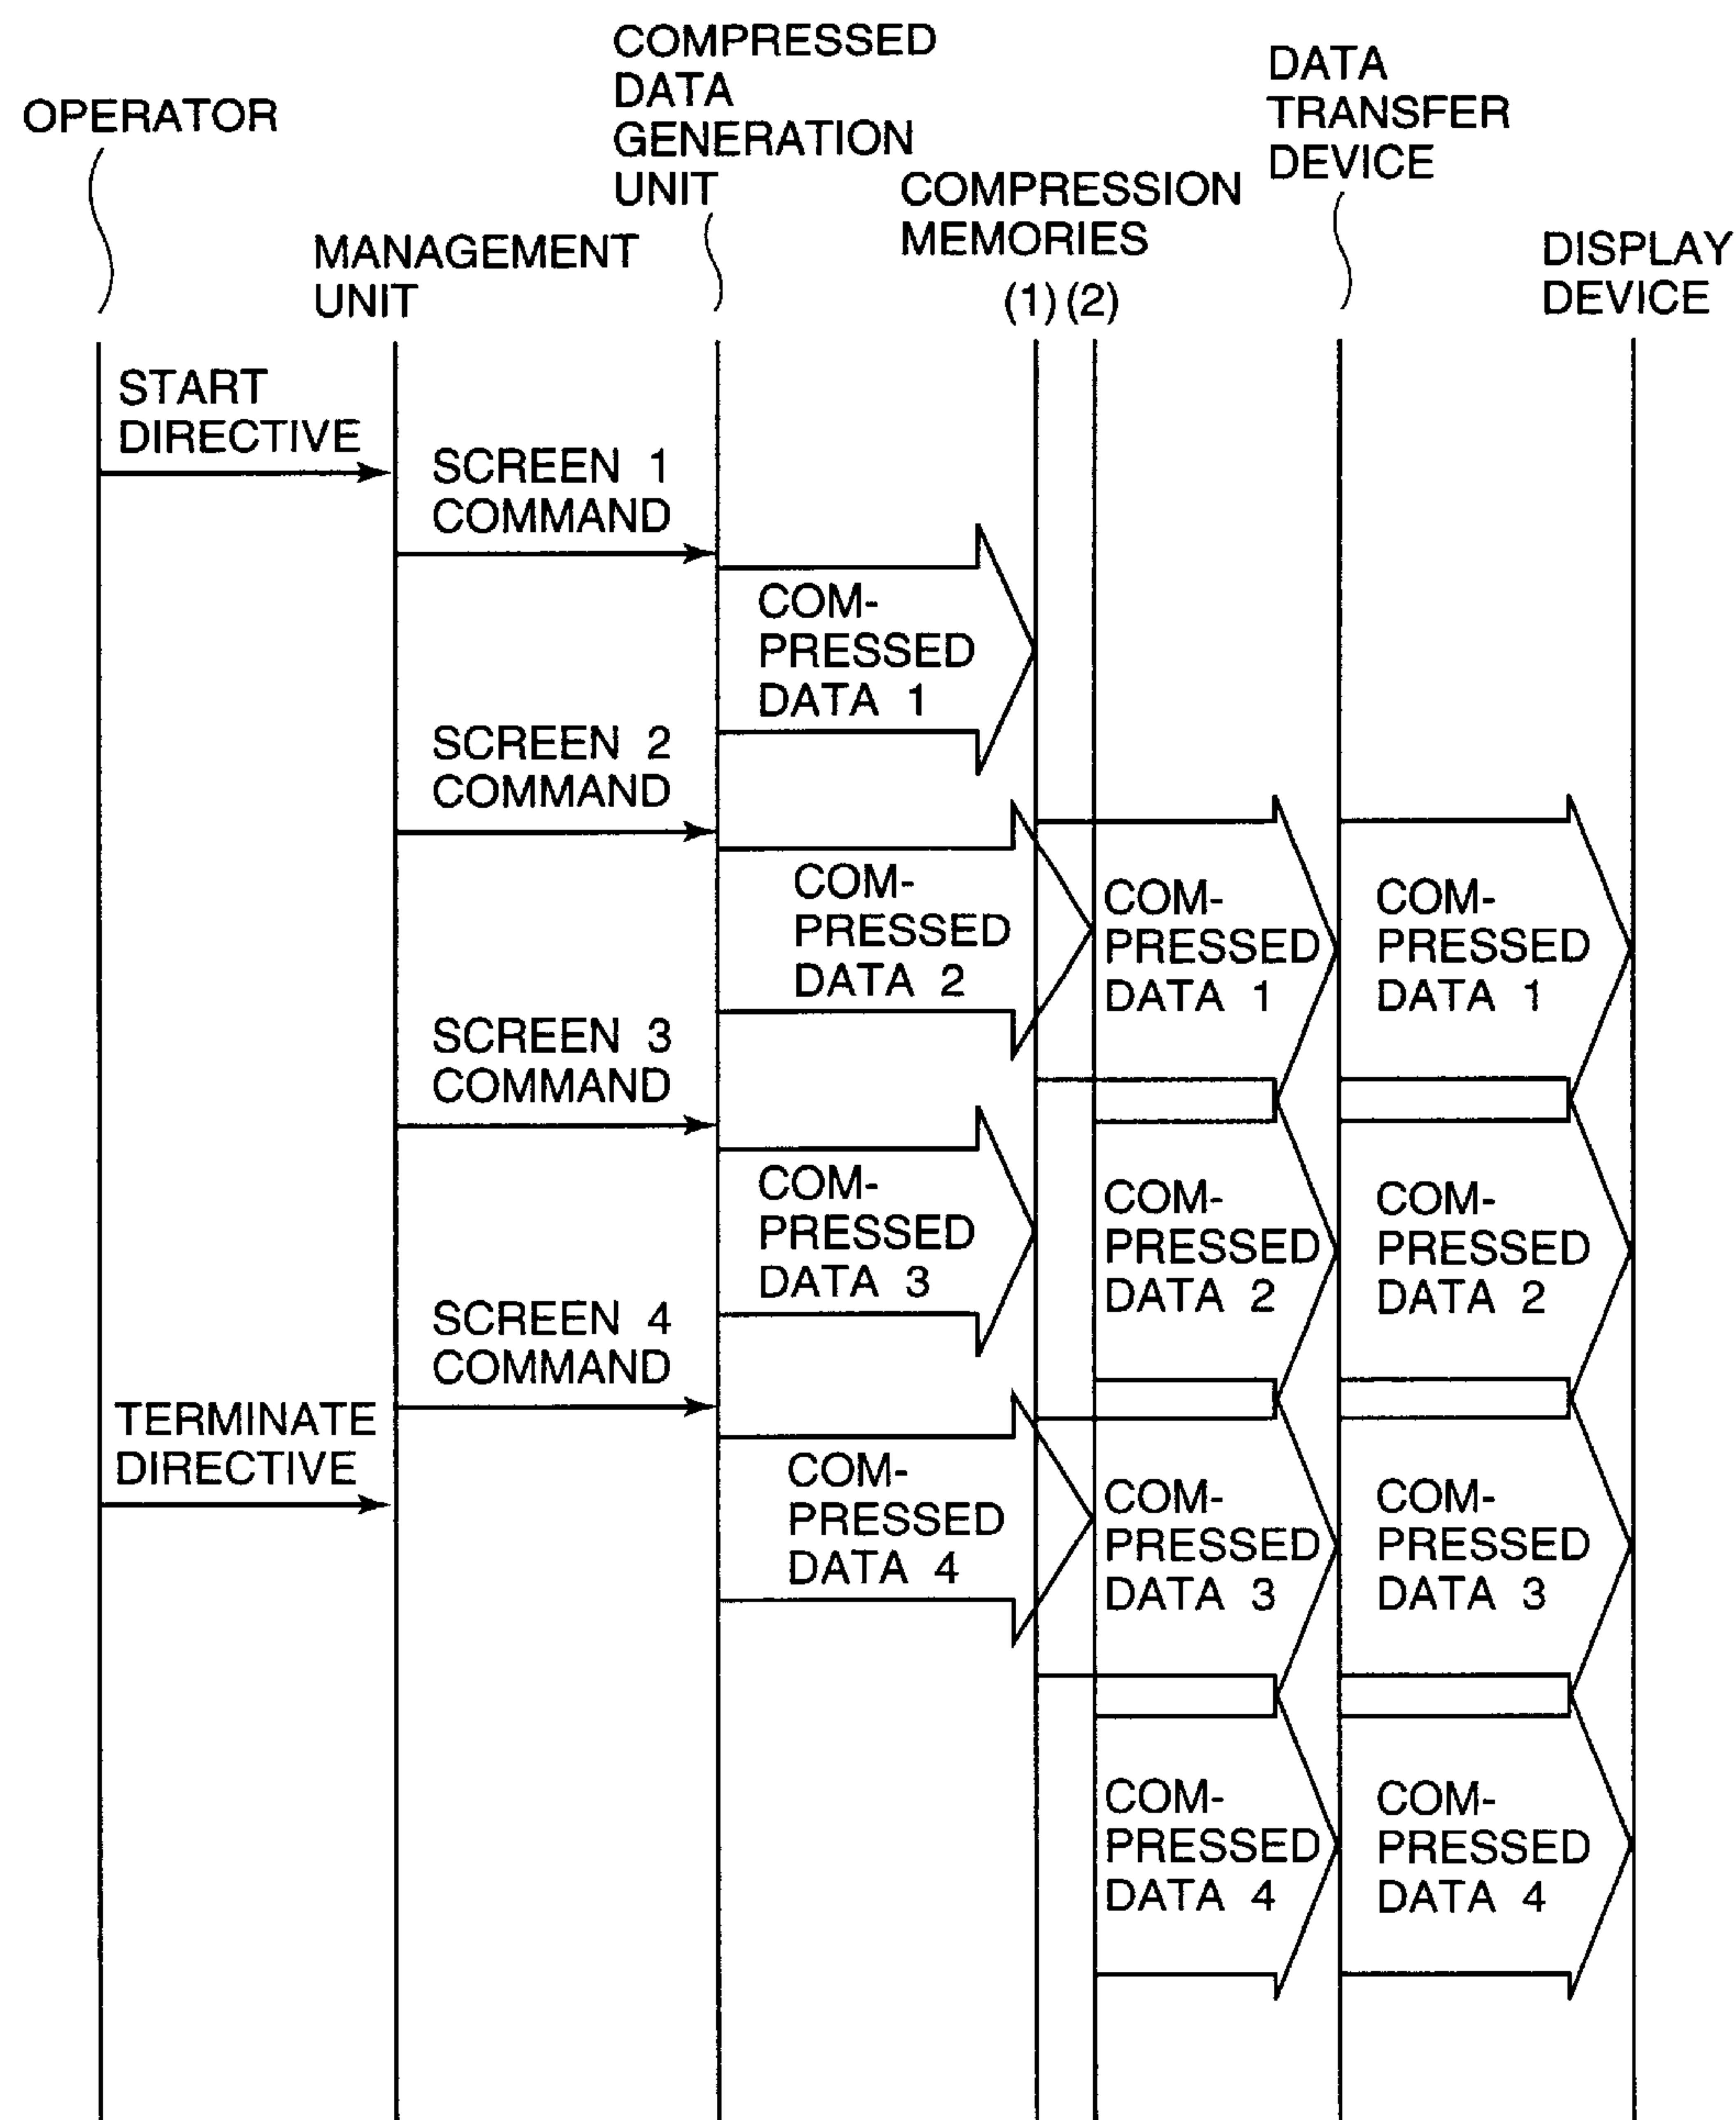 OPERATOR
MANAGEMENT
UNIT
COMPRESSED
DATA
GENERATION
UNIT
COMPRESSION
MEMORIES
(1) (2)
DATA
TRANSFER
DEVICE
DISPLAY
DEVICE
START
DIRECTIVE
SCREEN 1
COMMAND
COM-
PRESSED
DATA 1
SCREEN 2
COMMAND
COM-
PRESSED
DATA 2
COM-
PRESSED
DATA 1
COM-
PRESSED
DATA 1
SCREEN 3
COMMAND
COM-
PRESSED
DATA 3
COM-
PRESSED
DATA 2
COM-
PRESSED
DATA 2
SCREEN 4
COMMAND
TERMINATE
DIRECTIVE
COM-
PRESSED
DATA 4
COM-
PRESSED
DATA 3
COM-
PRESSED
DATA 3
COM-
PRESSED
DATA 4
COM-
PRESSED
DATA 4